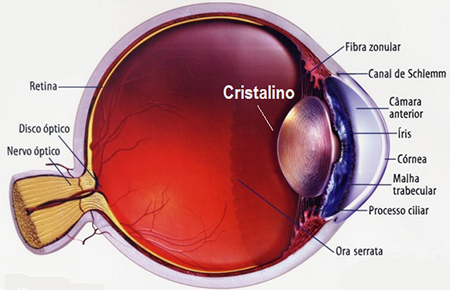 Fibra zonular
Canal de Schlemm
Retina
Cristalino
Câmara
anterior
Íris
Disco óptico
Nervo óptico
Córnea
Malha
trabecular
Processo ciliar
Ora serrata